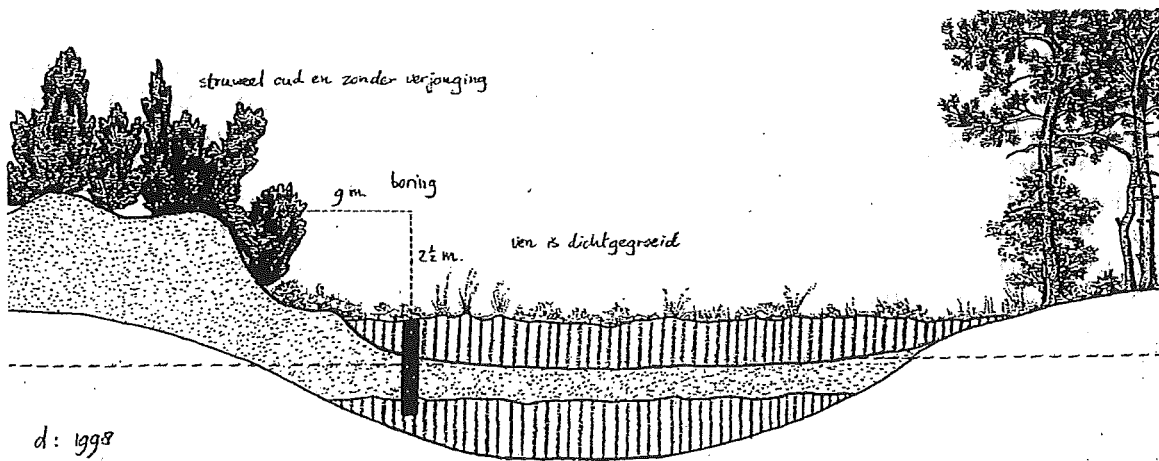 struweel oud en zonder verjonging
9 m.
boring
2½ m.
ven is dichtgegroeid
d: 1998